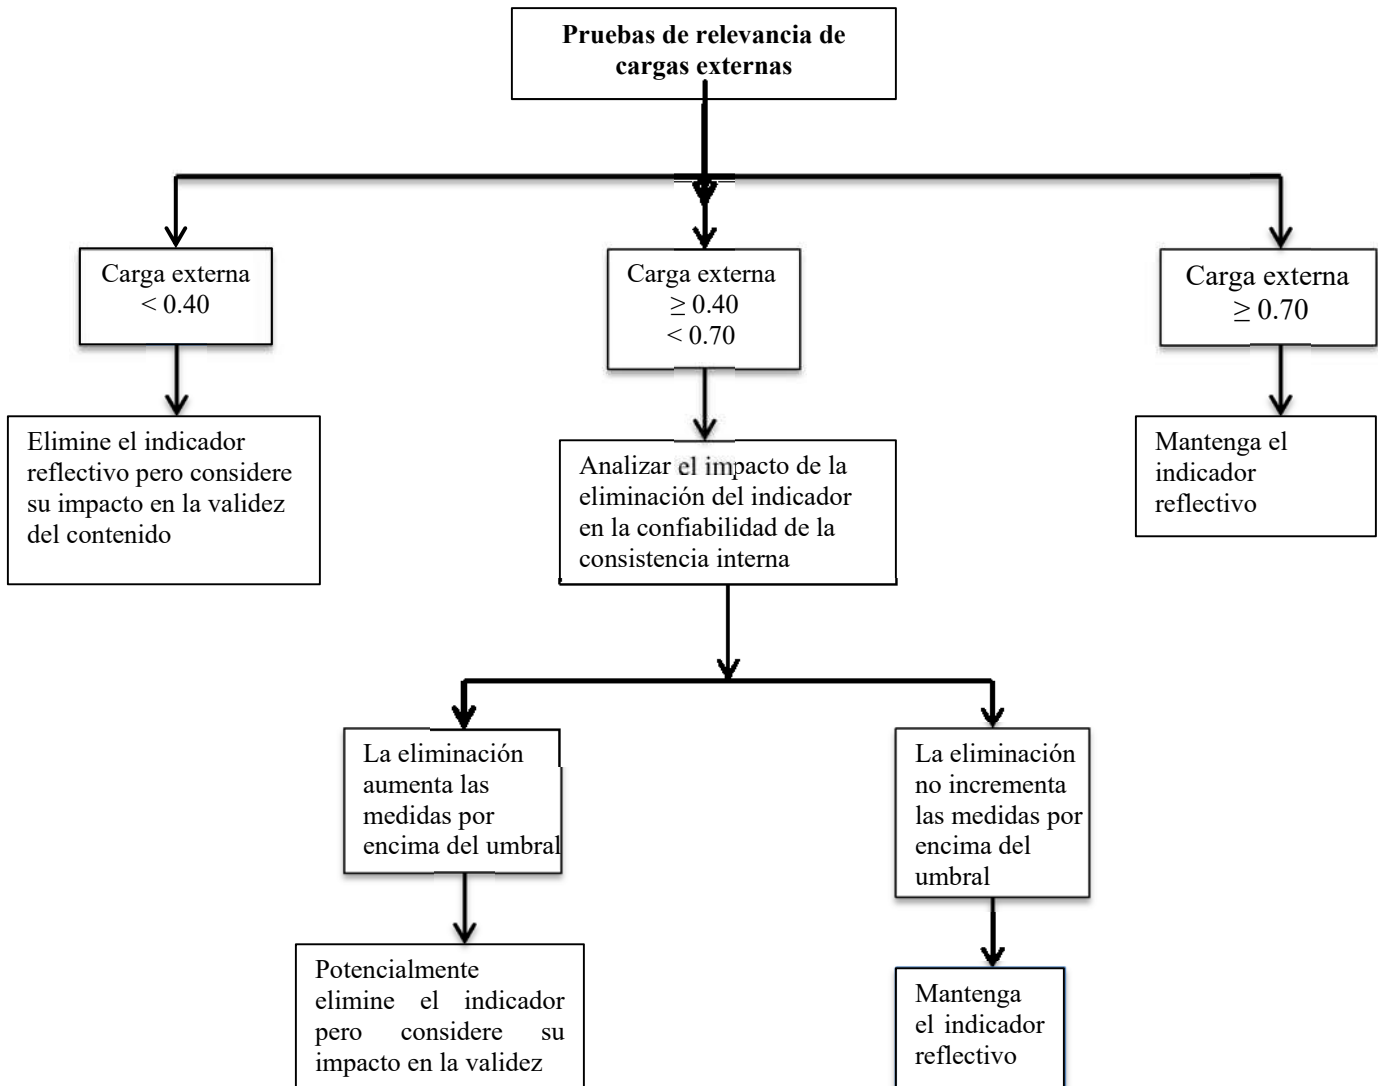 Pruebas de relevancia de
cargas externas
Carga externa
< 0.40
Carga externa
≥ 0.40
< 0.70
Carga externa
≥ 0.70
Elimine el indicador
reflectivo pero considere
su impacto en la validez
del contenido
Analizar el impacto de la
eliminación del indicador
en la confiabilidad de la
consistencia interna
Mantenga el
indicador
reflectivo
La eliminación
aumenta las
medidas por
encima del umbral
La eliminación
no incrementa
las medidas por
encima del
umbral
Potencialmente
elimine el indicador
pero considere su
impacto en la validez
Mantenga
el indicador
reflectivo